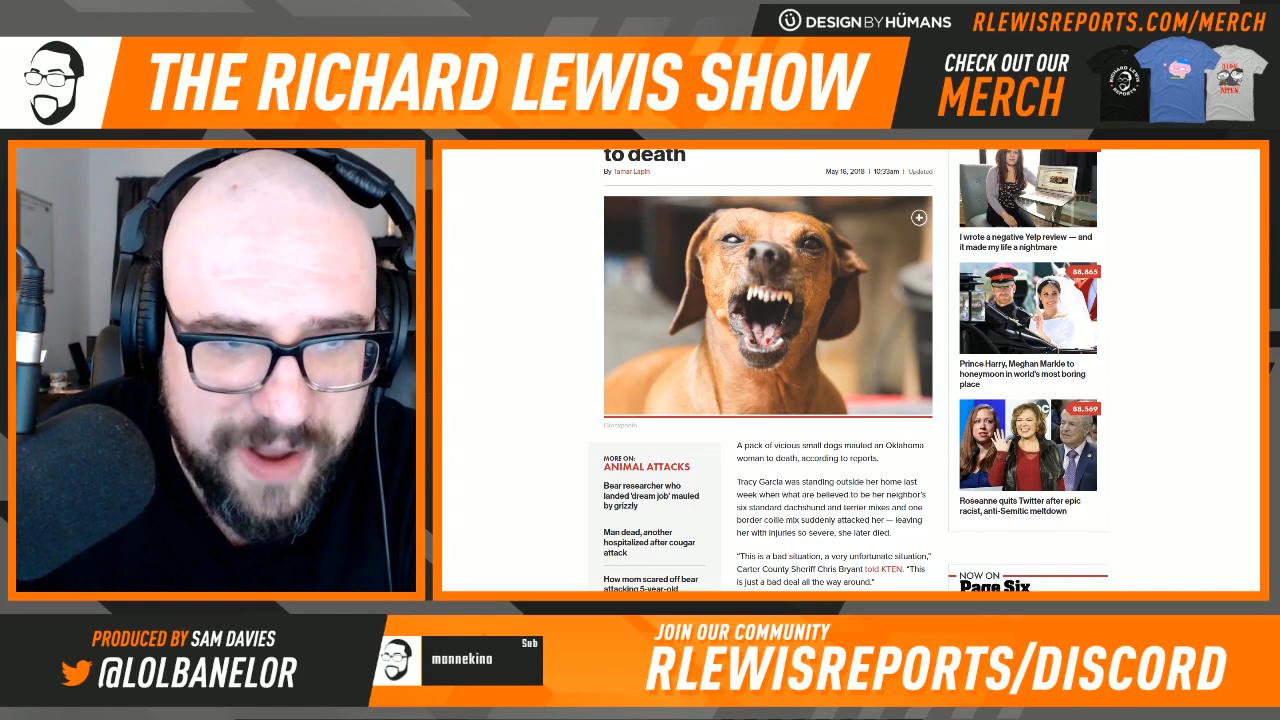 DESIGNBYHÜMANS
RLEWISREPORTS.COM/MERCH
THE RICHARD LEWIS SHOW
CHECK OUT OUR
MERCH
to death
By Tamar Lapin
May 16, 2018 | 10:33am | Updated
iStockphoto
MORE ON:
ANIMAL ATTACKS
Bear researcher who
landed 'dream job' mauled
by grizzly
Man dead, another
hospitalized after cougar
attack
How mom scared off bear
attacking 5-year-old
A pack of vicious small dogs mauled an Oklahoma
woman to death, according to reports.
Tracy Garcia was standing outside her home last
week when what are believed to be her neighbor's
six standard dachshund and terrier mixes and one
border collie mix suddenly attacked her — leaving
her with injuries so severe, she later died.
"This is a bad situation, a very unfortunate situation,"
Carter County Sheriff Chris Bryant told KTEN. "This
is just a bad deal all the way around."
I wrote a negative Yelp review — and
it made my life a nightmare
88,865
Prince Harry, Meghan Markle to
honeymoon in world's most boring
place
88,569
Roseanne quits Twitter after epic
racist, anti-Semitic meltdown
NOW ON
Page Six
PRODUCED BY SAM DAVIES
@LOLBANELOR
Sub
mannekino
JOIN OUR COMMUNITY
RLEWISREPORTS/DISCORD